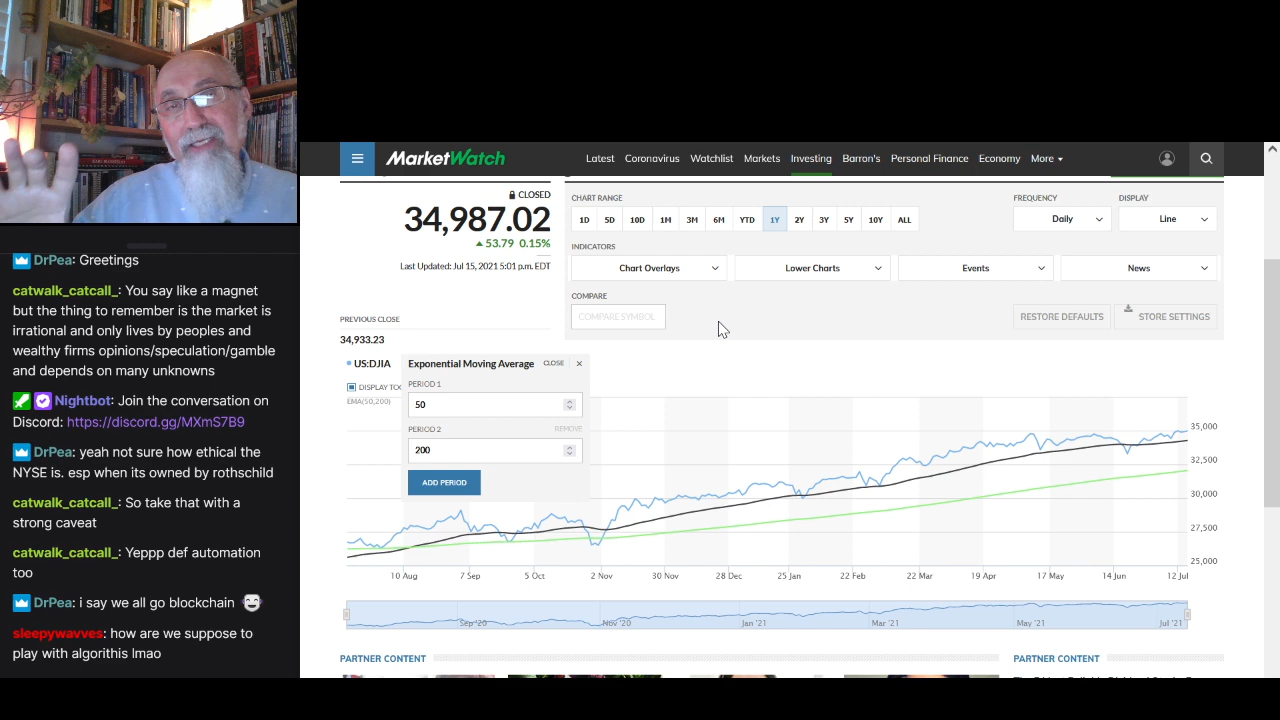 DrPea: Greetings
catwalk_catcall_: You say like a magnet
but the thing to remember is the market is
irrational and only lives by peoples and
wealthy firms opinions/speculation/gamble
and depends on many unknowns
Nightbot: Join the conversation on
Discord: https://discord.gg/MXmS7B9
DrPea: yeah not sure how ethical the
NYSE is. esp when its owned by rothschild
catwalk_catcall_: So take that with a
strong caveat
catwalk_catcall_: Yeppp def automation
too
DrPea: i say we all go blockchain
sleepywavves: how are we suppose to
play with algorithis lmao
MarketWatch
Latest Coronavirus Watchlist Markets Investing Barron's Personal Finance Economy More
CLOSED
34,987.02
53.79 0.15%
Last Updated: Jul 15, 2021 5:01 p.m. EDT
PREVIOUS CLOSE
34,933.23
CHART RANGE FREQUENCY DISPLAY
1D 5D 10D 1M 3M 6M YTD 1Y 2Y 3Y 5Y 10Y ALL Daily Line
INDICATORS
Chart Overlays Lower Charts Events News
COMPARE
COMPARE SYMBOL RESTORE DEFAULTS STORE SETTINGS
US:DJIA
DISPLAY TOO
EMA(50,200)
Exponential Moving Average CLOSE ×
PERIOD 1
50
PERIOD 2 REMOVE
200
ADD PERIOD
35,000
32,500
30,000
27,500
25,000
10 Aug 7 Sep 5 Oct 2 Nov 30 Nov 28 Dec 25 Jan 22 Feb 22 Mar 19 Apr 17 May 14 Jun 12 Jul
Sep '20 Nov '20 Jan '21 Mar '21 May '21 Jul '21
PARTNER CONTENT PARTNER CONTENT